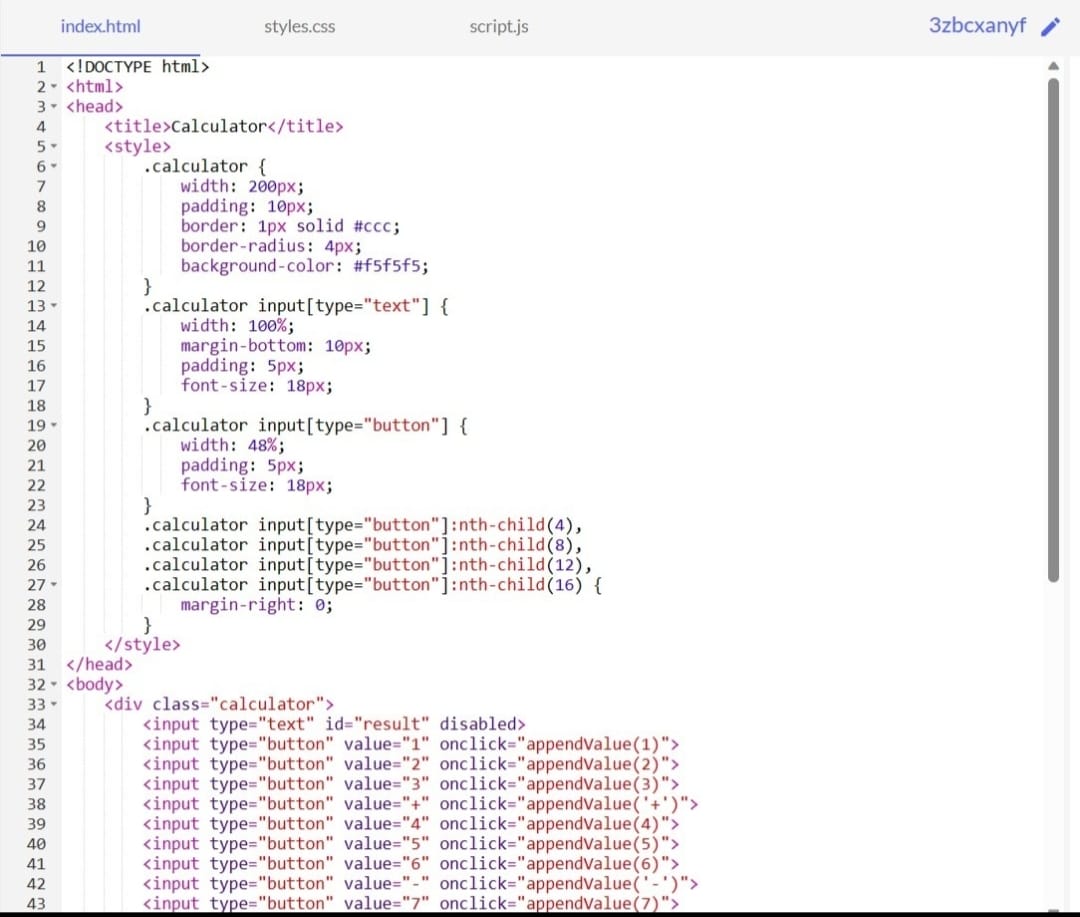 index.html styles.css script.js 3zbcxanyf
1 <!DOCTYPE html>
2 <html>
3 <head>
4 <title>Calculator</title>
5 <style>
6 .calculator {
7 width: 200px;
8 padding: 10px;
9 border: 1px solid #ccc;
10 border-radius: 4px;
11 background-color: #f5f5f5;
12 }
13 .calculator input[type="text"] {
14 width: 100%;
15 margin-bottom: 10px;
16 padding: 5px;
17 font-size: 18px;
18 }
19 .calculator input[type="button"] {
20 width: 48%;
21 padding: 5px;
22 font-size: 18px;
23 }
24 .calculator input[type="button"]:nth-child(4),
25 .calculator input[type="button"]:nth-child(8),
26 .calculator input[type="button"]:nth-child(12),
27 .calculator input[type="button"]:nth-child(16) {
28 margin-right: 0;
29 }
30 </style>
31 </head>
32 <body>
33 <div class="calculator">
34 <input type="text" id="result" disabled>
35 <input type="button" value="1" onclick="appendValue(1)">
36 <input type="button" value="2" onclick="appendValue(2)">
37 <input type="button" value="3" onclick="appendValue(3)">
38 <input type="button" value="+" onclick="appendValue('+')">
39 <input type="button" value="4" onclick="appendValue(4)">
40 <input type="button" value="5" onclick="appendValue(5)">
41 <input type="button" value="6" onclick="appendValue(6)">
42 <input type="button" value="-" onclick="appendValue('-')">
43 <input type="button" value="7" onclick="appendValue(7)">